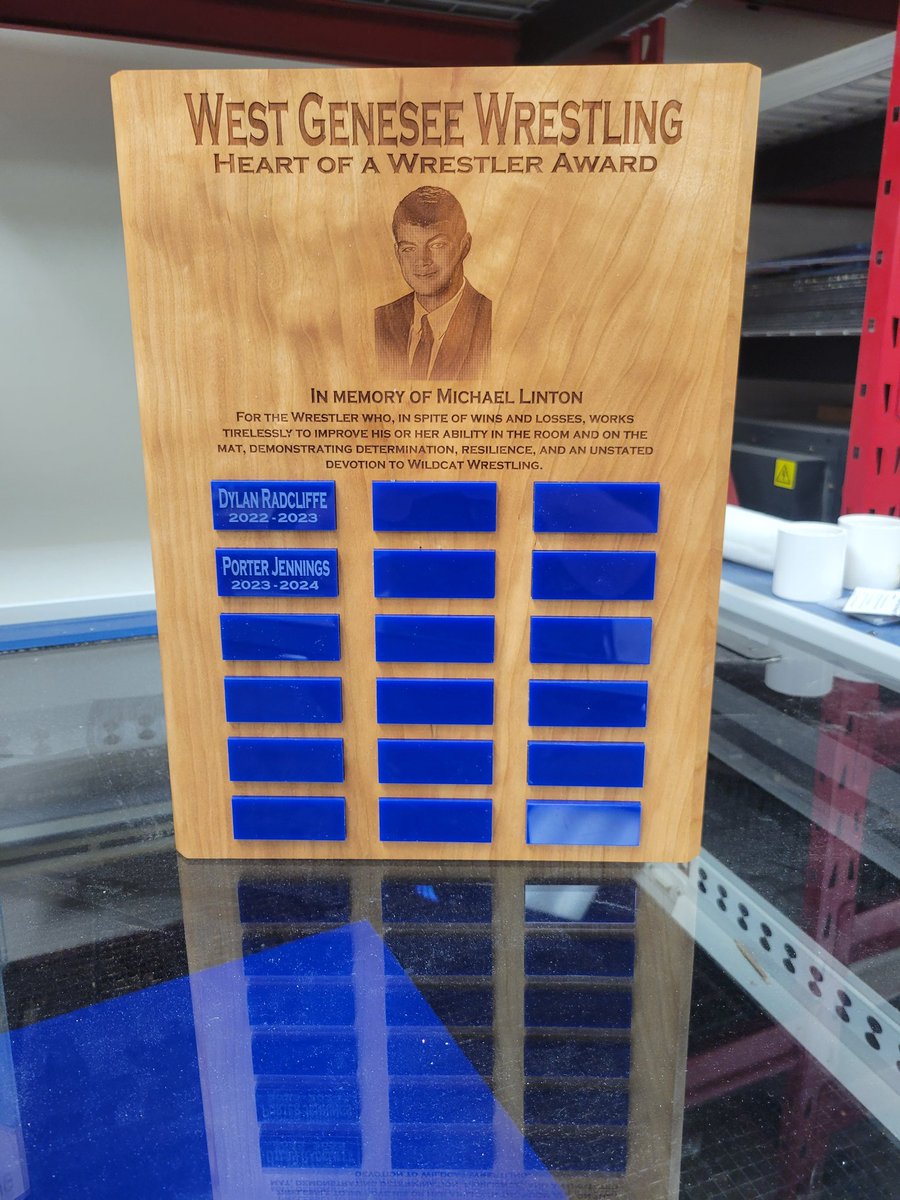 West Genesee Wrestling
Heart of a Wrestler Award
In memory of Michael Linton
For the Wrestler who, in spite of wins and losses, works
tirelessly to improve his or her ability in the room and on the
mat, demonstrating determination, resilience, and an unstated
devotion to Wildcat Wrestling.
Dylan Radcliffe
2022 - 2023
Porter Jennings
2023 - 2024